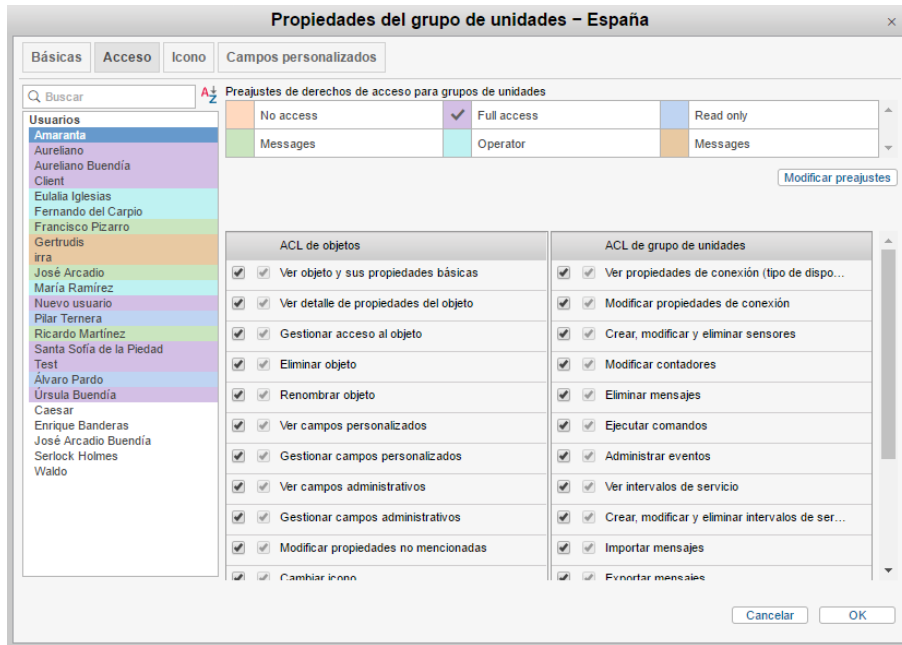 Propiedades del grupo de unidades – España
×
Básicas
Acceso
Icono
Campos personalizados
Buscar
A Z
Preajustes de derechos de acceso para grupos de unidades
No access
Full access
Read only
Messages
Operator
Messages
Modificar preajustes
Usuarios
Amaranta
Aureliano
Aureliano Buendía
Client
Eulalia Iglesias
Fernando del Carpio
Francisco Pizarro
Gertrudis
irra
José Arcadio
María Ramírez
Nuevo usuario
Pilar Ternera
Ricardo Martínez
Santa Sofía de la Piedad
Test
Álvaro Pardo
Úrsula Buendía
Caesar
Enrique Banderas
José Arcadio Buendía
Serlock Holmes
Waldo
ACL de objetos
Ver objeto y sus propiedades básicas
Ver detalle de propiedades del objeto
Gestionar acceso al objeto
Eliminar objeto
Renombrar objeto
Ver campos personalizados
Gestionar campos personalizados
Ver campos administrativos
Gestionar campos administrativos
Modificar propiedades no mencionadas
Cambiar icono
ACL de grupo de unidades
Ver propiedades de conexión (tipo de dispo...
Modificar propiedades de conexión
Crear, modificar y eliminar sensores
Modificar contadores
Eliminar mensajes
Ejecutar comandos
Administrar eventos
Ver intervalos de servicio
Crear, modificar y eliminar intervalos de ser...
Importar mensajes
Exportar mensajes
Cancelar
OK